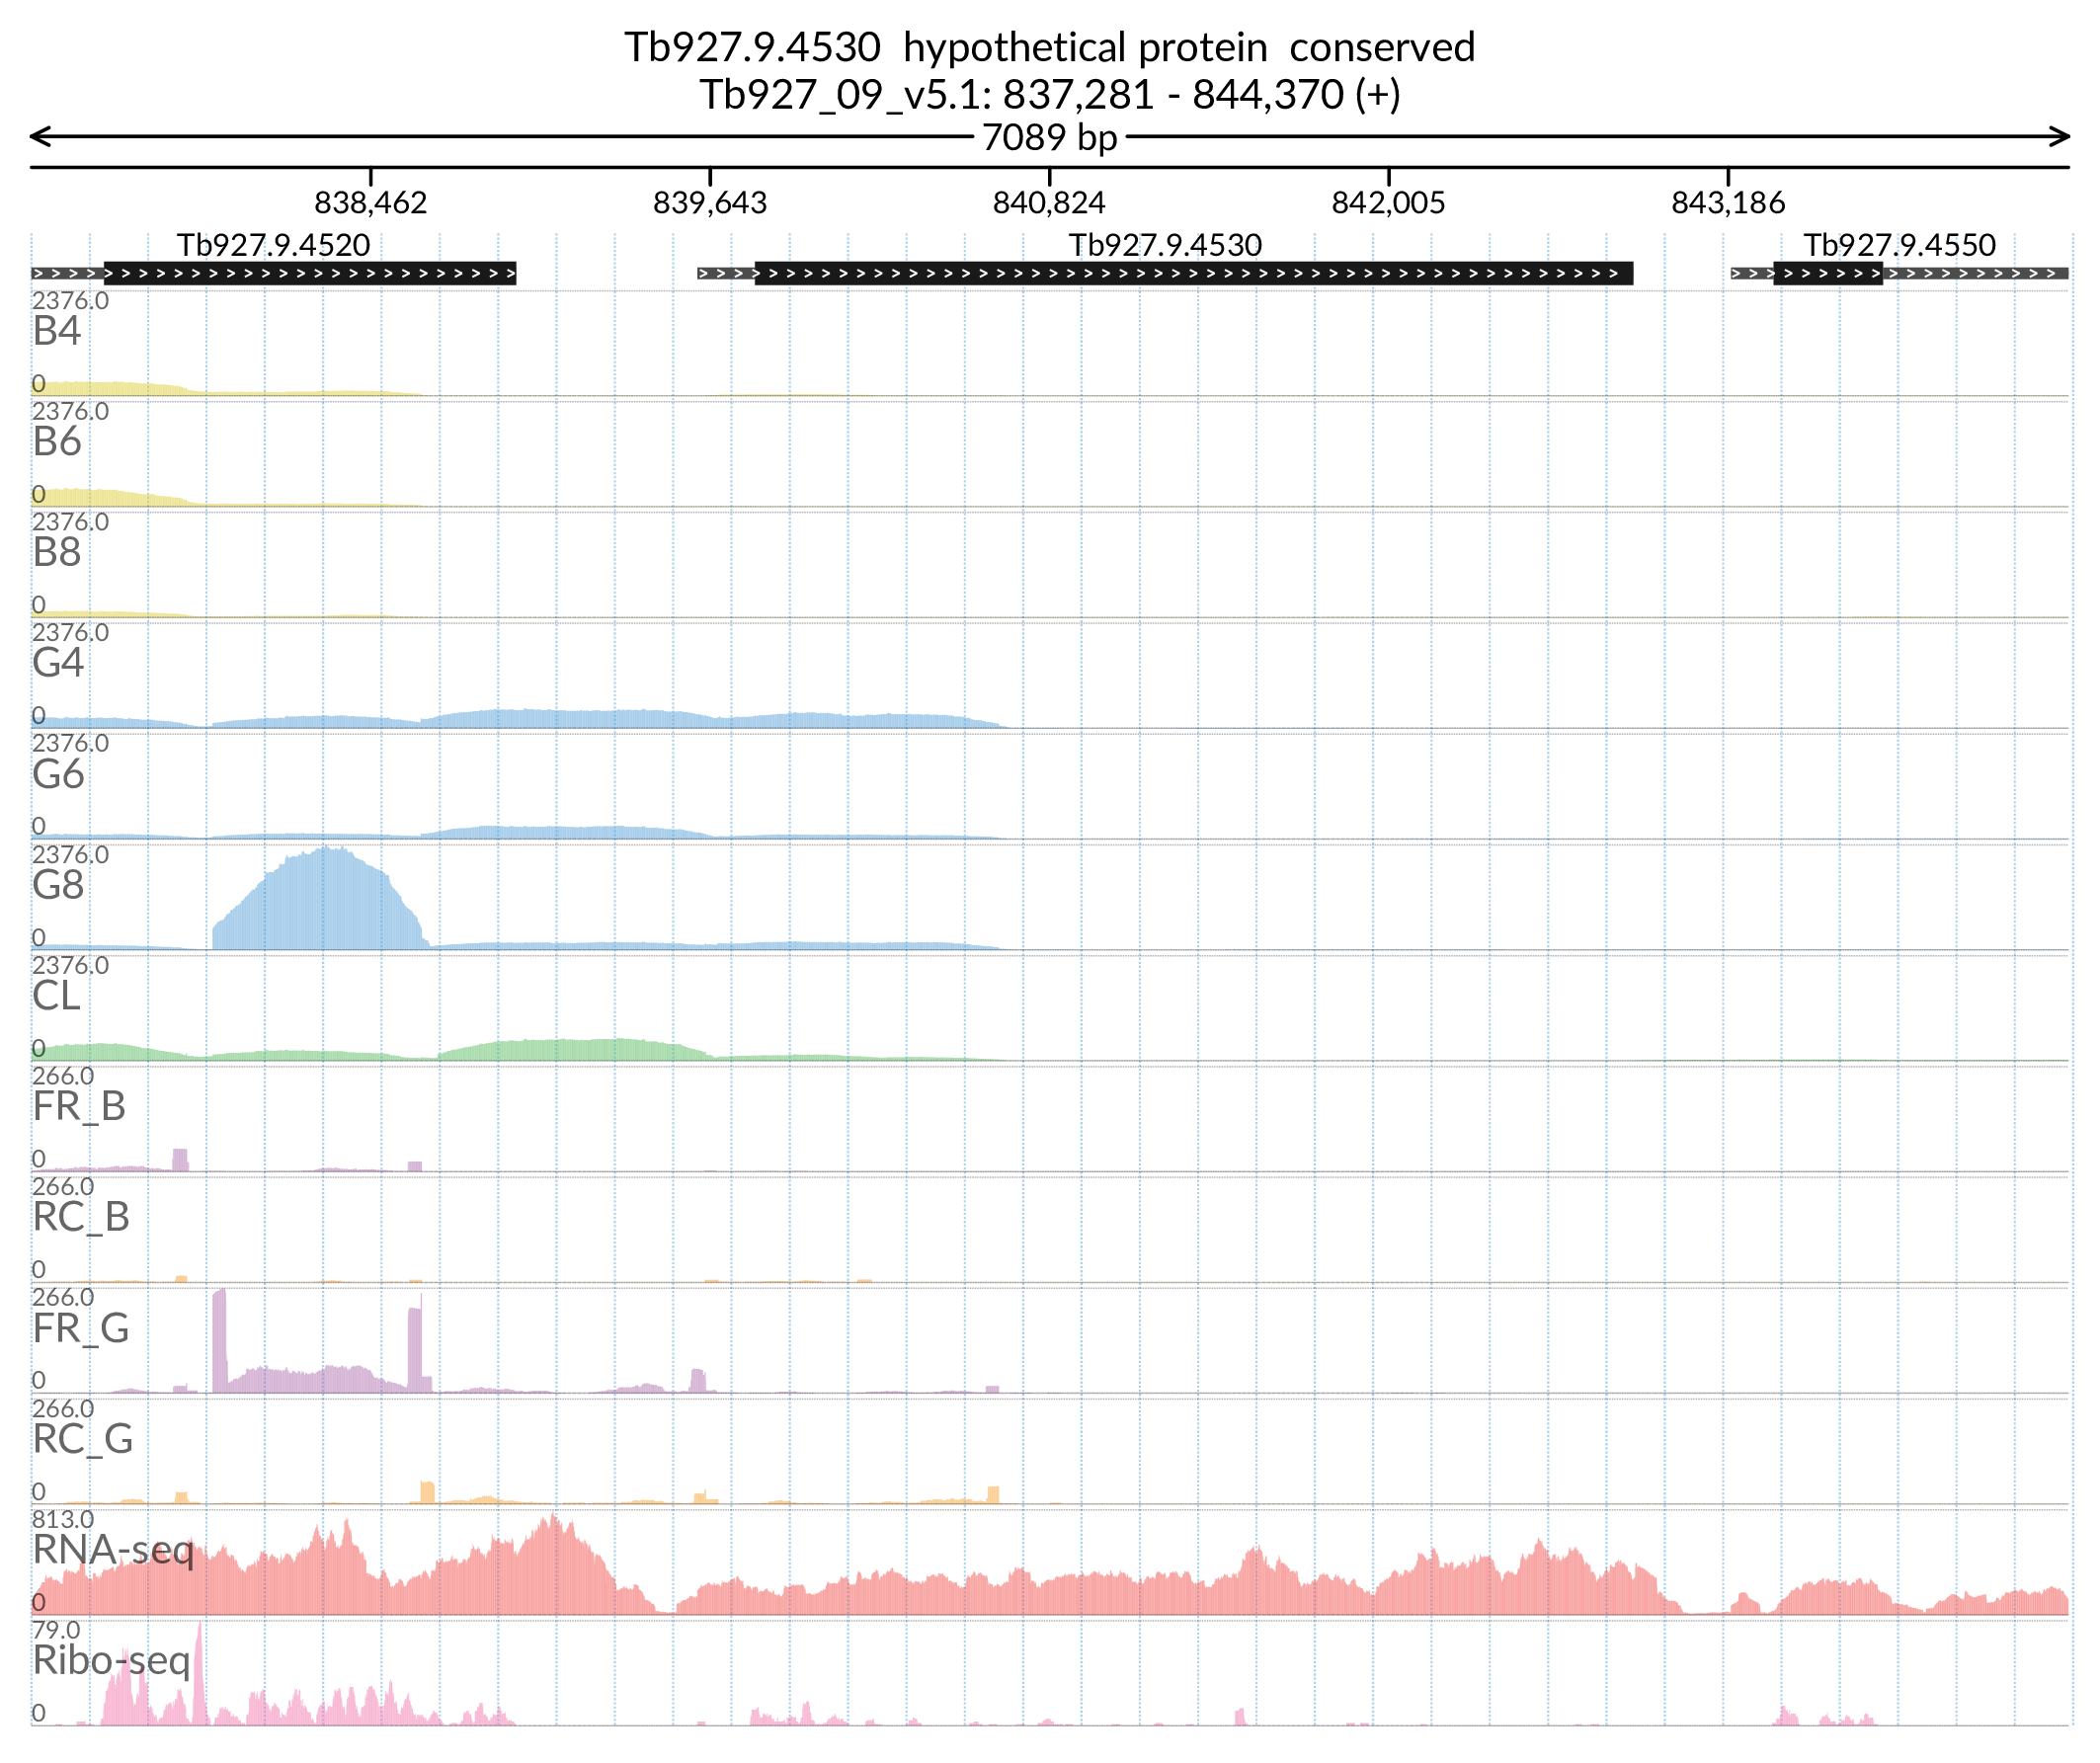 Tb927.9.4530 hypothetical protein conserved
Tb927_09_v5.1: 837,281 - 844,370 (+)
7089 bp
838,462 839,643 840,824 842,005 843,186
Tb927.9.4520 Tb927.9.4530 Tb927.9.4550
2376.0
B4
0
2376.0
B6
0
2376.0
B8
0
2376.0
G4
0
2376.0
G6
0
2376.0
G8
0
2376.0
CL
0
266.0
FR_B
0
266.0
RC_B
0
266.0
FR_G
0
266.0
RC_G
0
813.0
RNA-seq
0
79.0
Ribo-seq
0